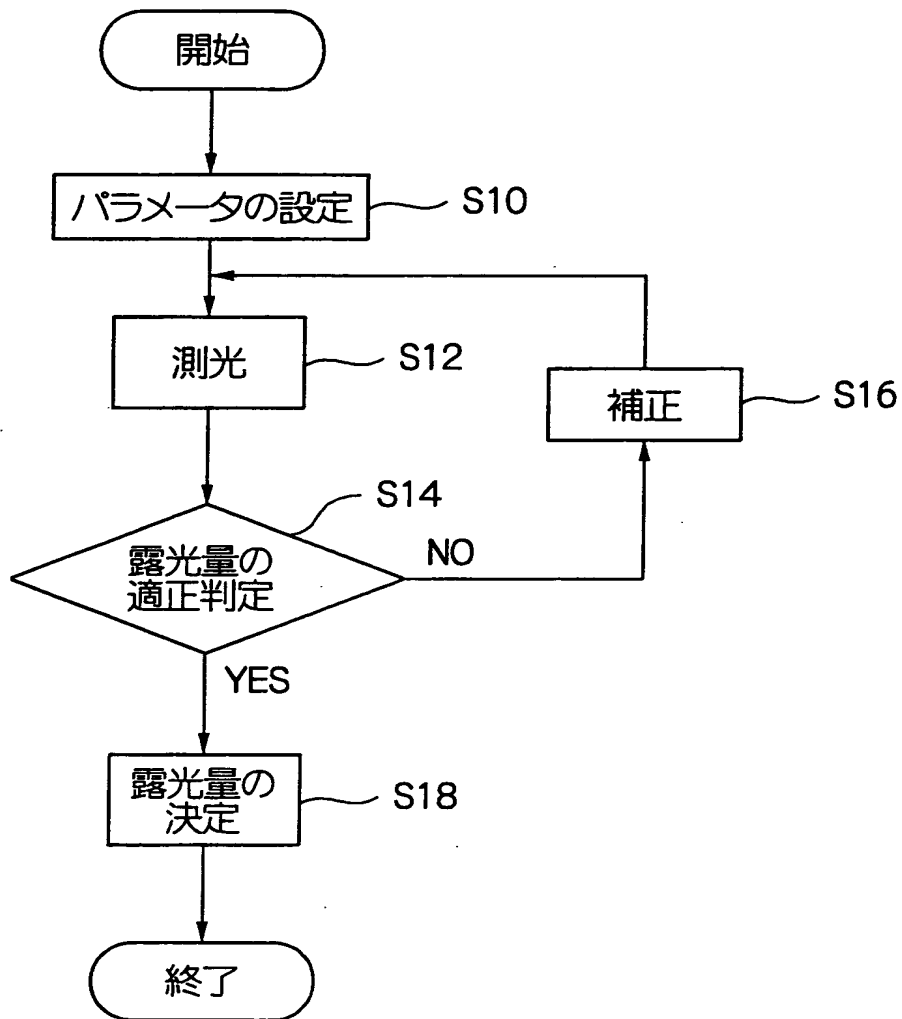 開始
パラメータの設定
S10
測光
S12
補正
S16
S14
露光量の
適正判定
NO
YES
露光量の
決定
S18
終了